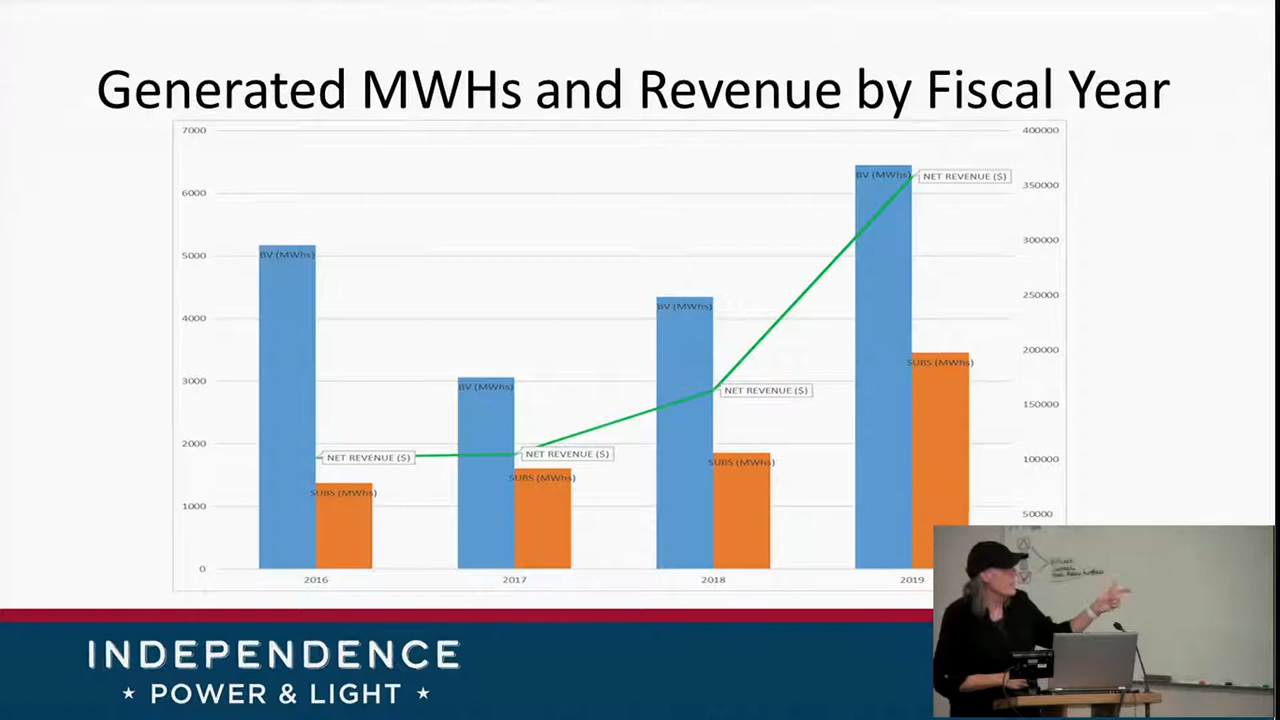 Generated MWHs and Revenue by Fiscal Year
7000
400000
BV (MWhs)
NET REVENUE ($)
6000
350000
BV (MWhs)
5000
300000
BV (MWhs)
4000
250000
SUBS (MWhs)
200000
BV (MWhs)
3000
NET REVENUE ($)
150000
2000
NET REVENUE ($)
NET REVENUE ($)
SUBS (MWhs)
100000
SUBS (MWhs)
SUBS (MWhs)
1000
50000
0
2016
2017
2018
2019
INDEPENDENCE
★ POWER & LIGHT ★